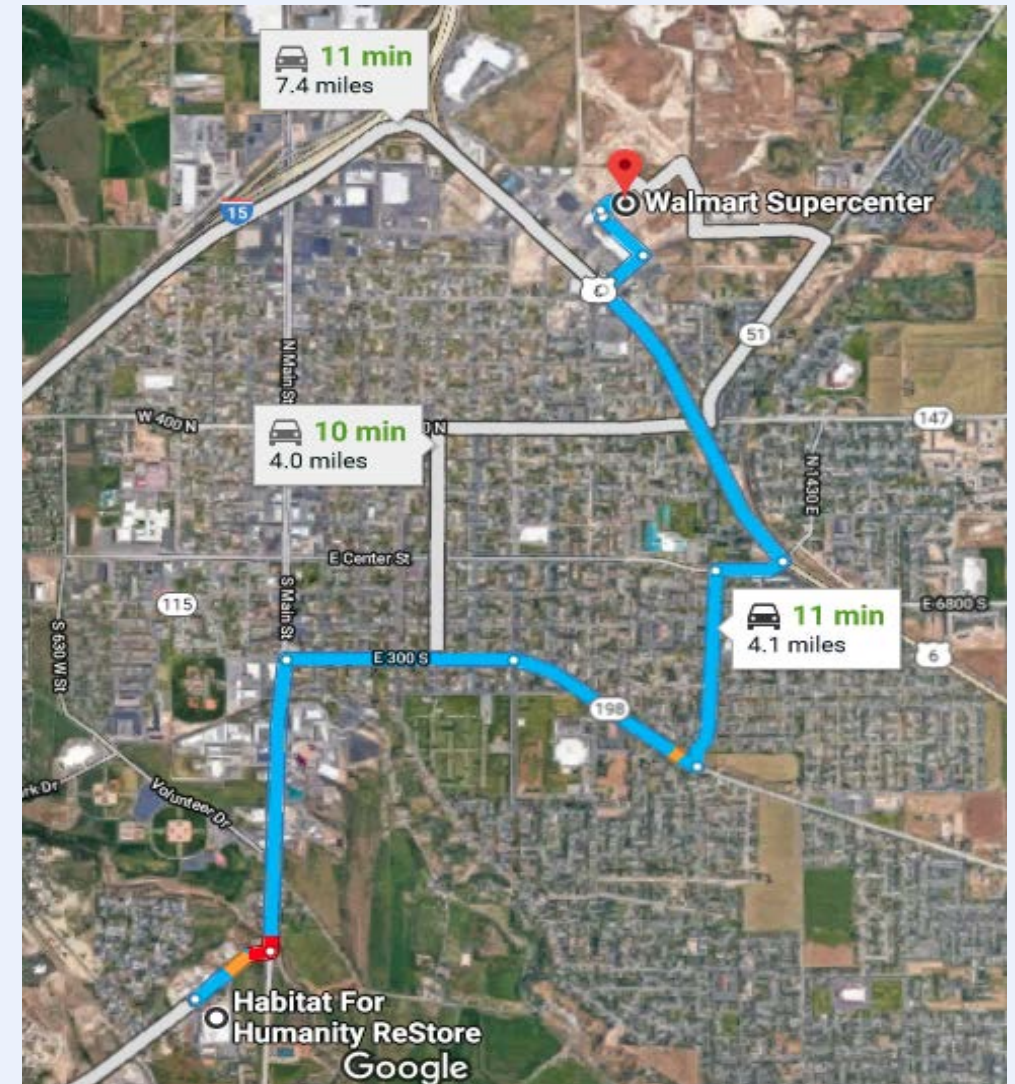 11 min
7.4 miles
15
Walmart Supercenter
6
51
N Main St
W 400 N
N
147
10 min
4.0 miles
N 1430 E
E Center St
115
S Main St
E 6800 S
11 min
4.1 miles
S 630 W St
E 300 S
6
198
rk Dr
Volunteer Dr
Habitat For
Humanity ReStore
Google